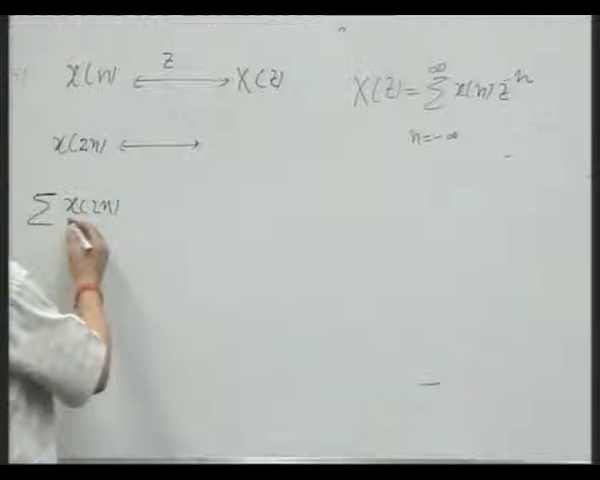 x(n) ⟷ X(z)
Z
X(z) = ∑ x(n) z⁻ⁿ
∞
n=-∞
x(2n) ⟷
∑ x(2n)